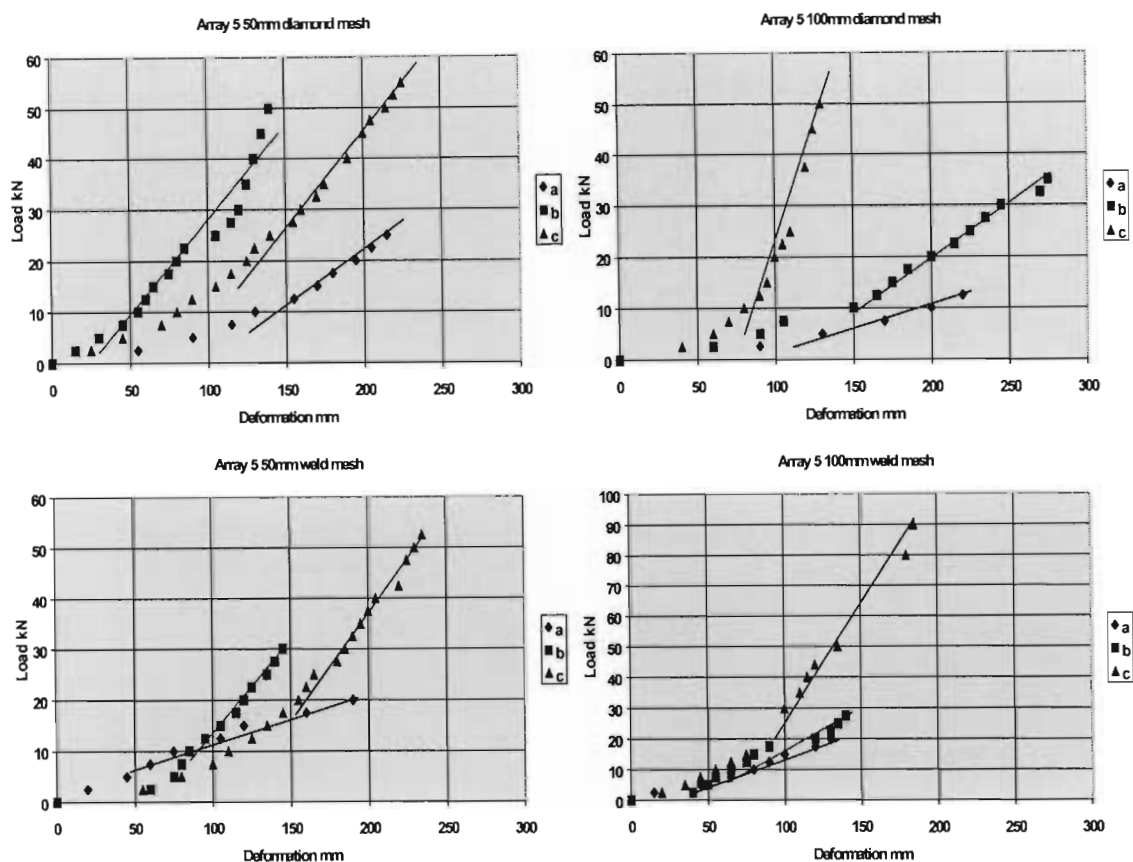 Array 5 50mm diamond mesh
60
50
40
30
20
10
0
Load kN
0 50 100 150 200 250 300
Deformation mm
a
b
c
Array 5 100mm diamond mesh
60
50
40
30
20
10
0
Load kN
0 50 100 150 200 250 300
Deformation mm
a
b
c
Array 5 50mm weld mesh
60
50
40
30
20
10
0
Load kN
0 50 100 150 200 250 300
Deformation mm
a
b
c
Array 5 100mm weld mesh
100
90
80
70
60
50
40
30
20
10
0
Load kN
0 50 100 150 200 250 300
Deformation mm
a
b
c